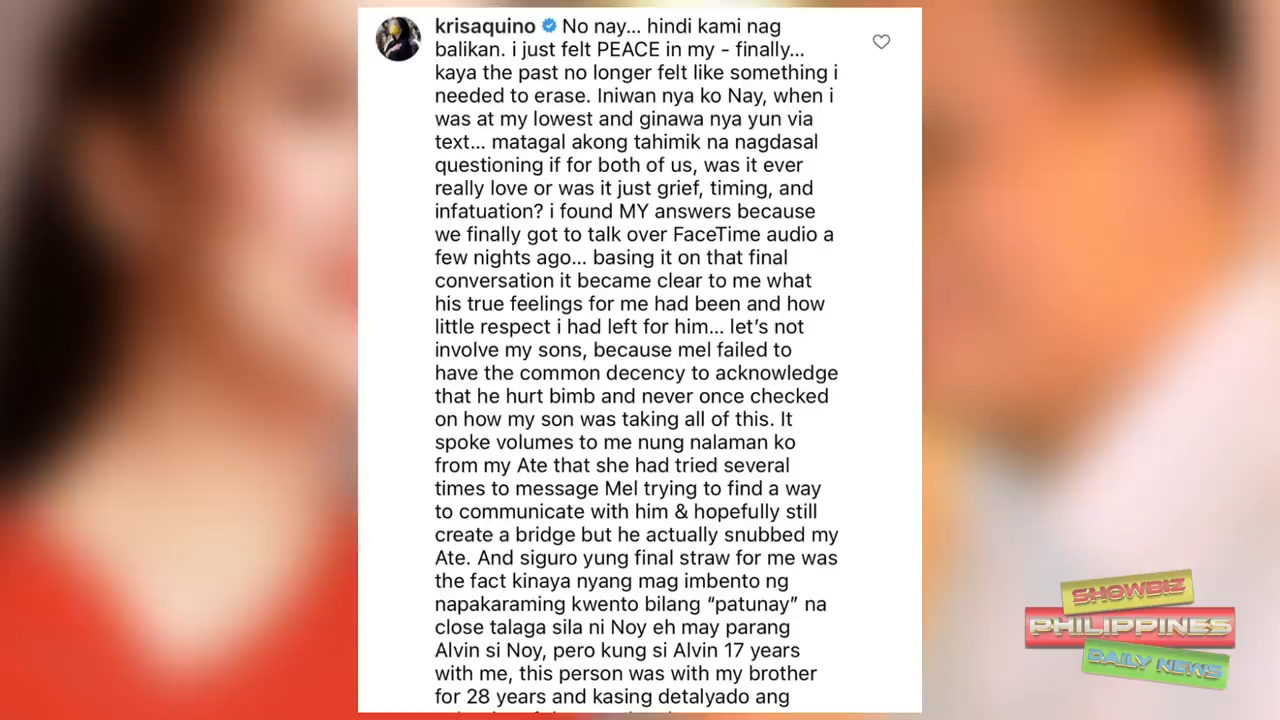 krisaquino No nay... hindi kami nag
balikan. i just felt PEACE in my - finally...
kaya the past no longer felt like something i
needed to erase. Iniwan nya ko Nay, when i
was at my lowest and ginawa nya yun via
text... matagal akong tahimik na nagdasal
questioning if for both of us, was it ever
really love or was it just grief, timing, and
infatuation? i found MY answers because
we finally got to talk over FaceTime audio a
few nights ago... basing it on that final
conversation it became clear to me what
his true feelings for me had been and how
little respect i had left for him... let’s not
involve my sons, because mel failed to
have the common decency to acknowledge
that he hurt bimb and never once checked
on how my son was taking all of this. It
spoke volumes to me nung nalaman ko
from my Ate that she had tried several
times to message Mel trying to find a way
to communicate with him & hopefully still
create a bridge but he actually snubbed my
Ate. And siguro yung final straw for me was
the fact kinaya nyang mag imbento ng
napakaraming kwento bilang “patunay” na
close talaga sila ni Noy eh may parang
Alvin si Noy, pero kung si Alvin 17 years
with me, this person was with my brother
for 28 years and kasing detalyado ang
SHOWBIZ
PHILIPPINES
DAILY NEWS